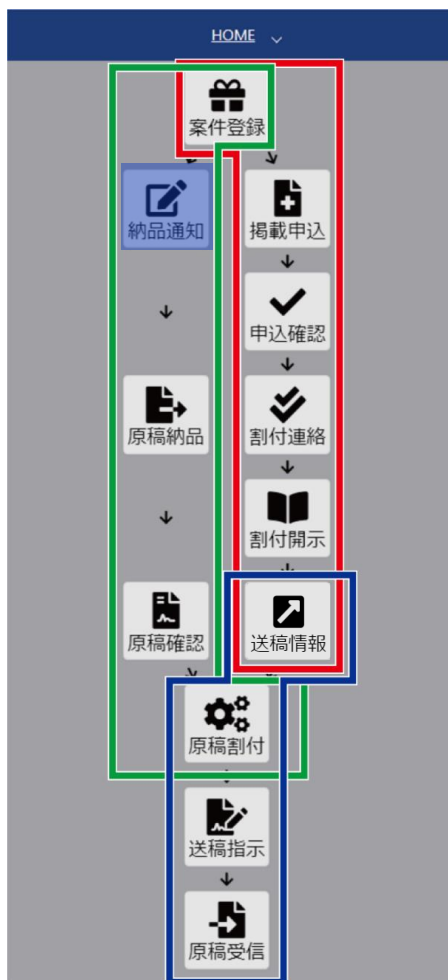 HOME
案件登録
納品通知
掲載申込
申込確認
原稿納品
割付連絡
割付開示
原稿確認
送稿情報
原稿割付
送稿指示
原稿受信